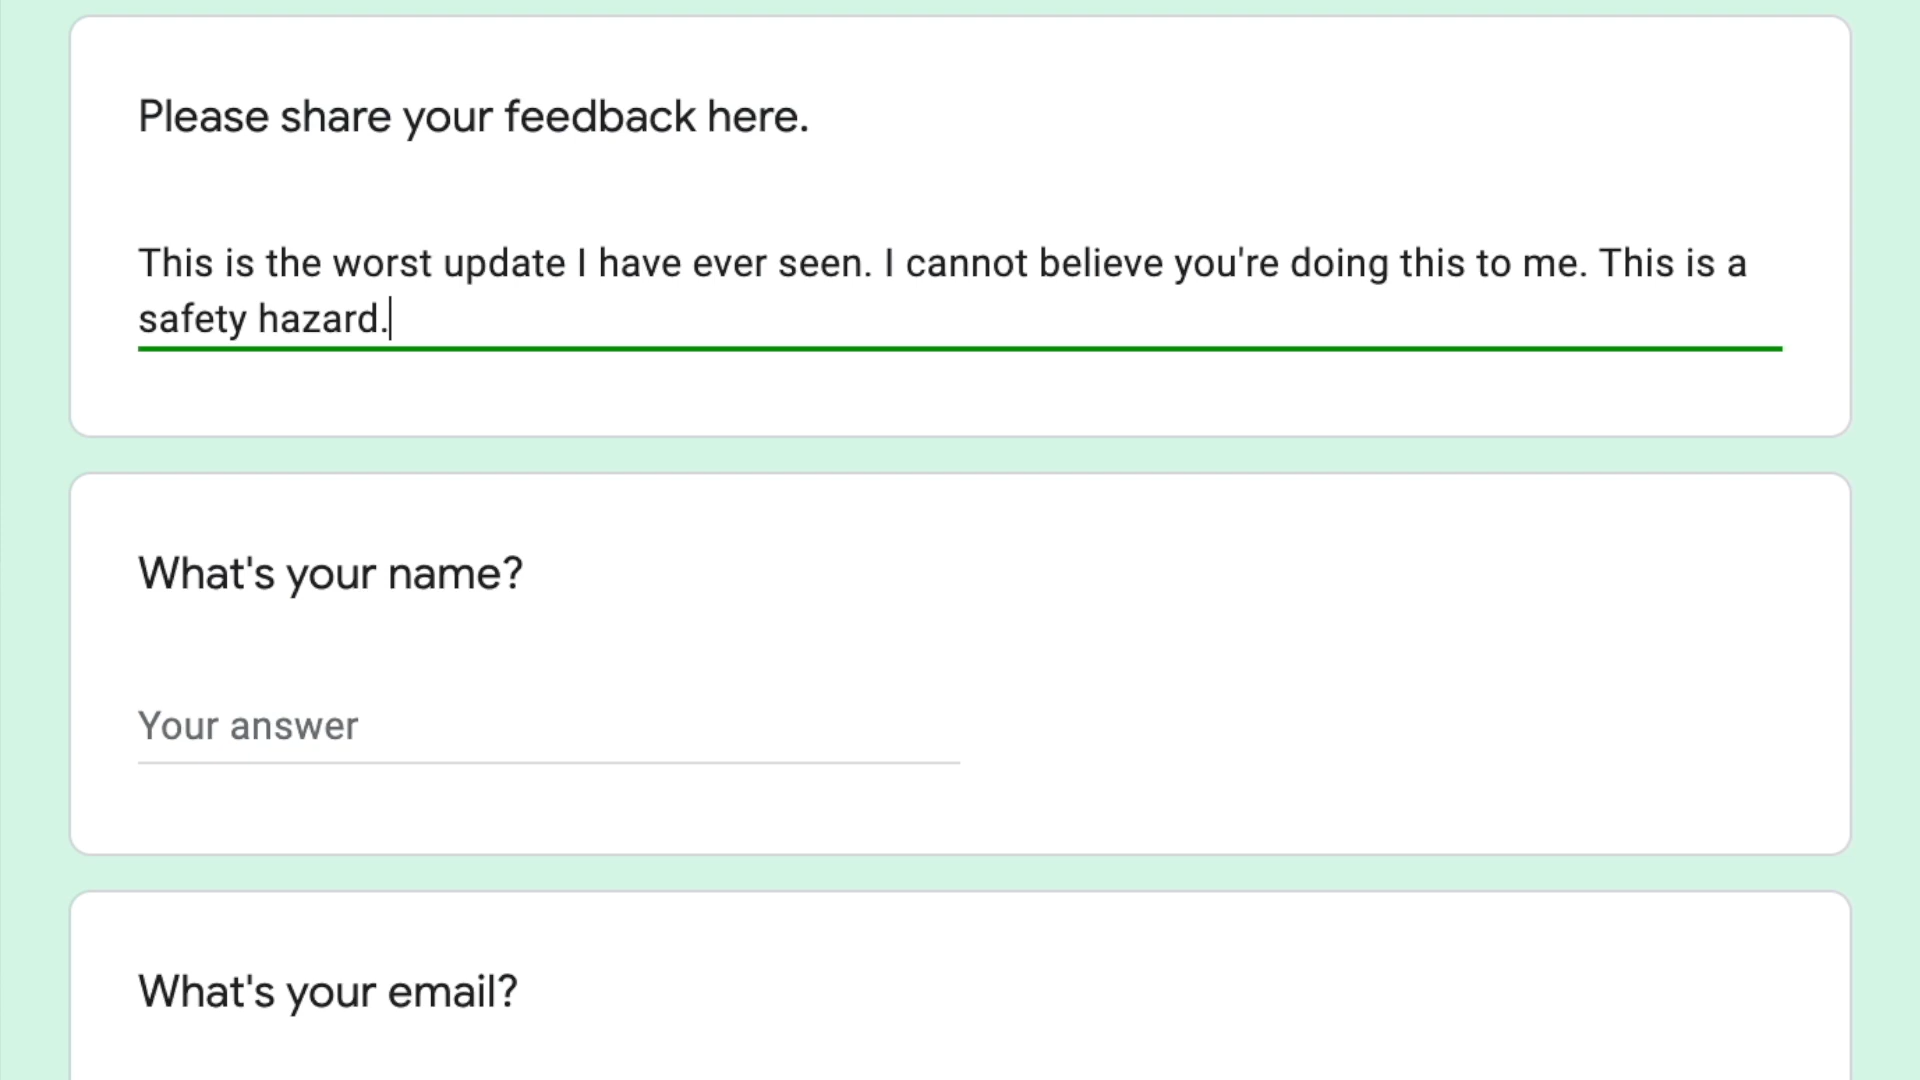 Please share your feedback here.
This is the worst update I have ever seen. I cannot believe you're doing this to me. This is a
safety hazard.
What's your name?
Your answer
What's your email?